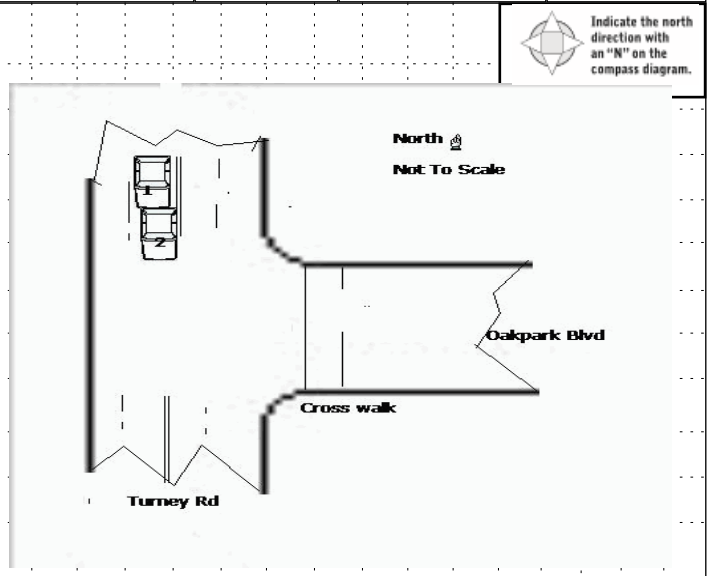 Indicate the north
direction with
an “N” on the
compass diagram.
North
Not To Scale
1
2
Oakpark Blvd
Cross walk
Turney Rd